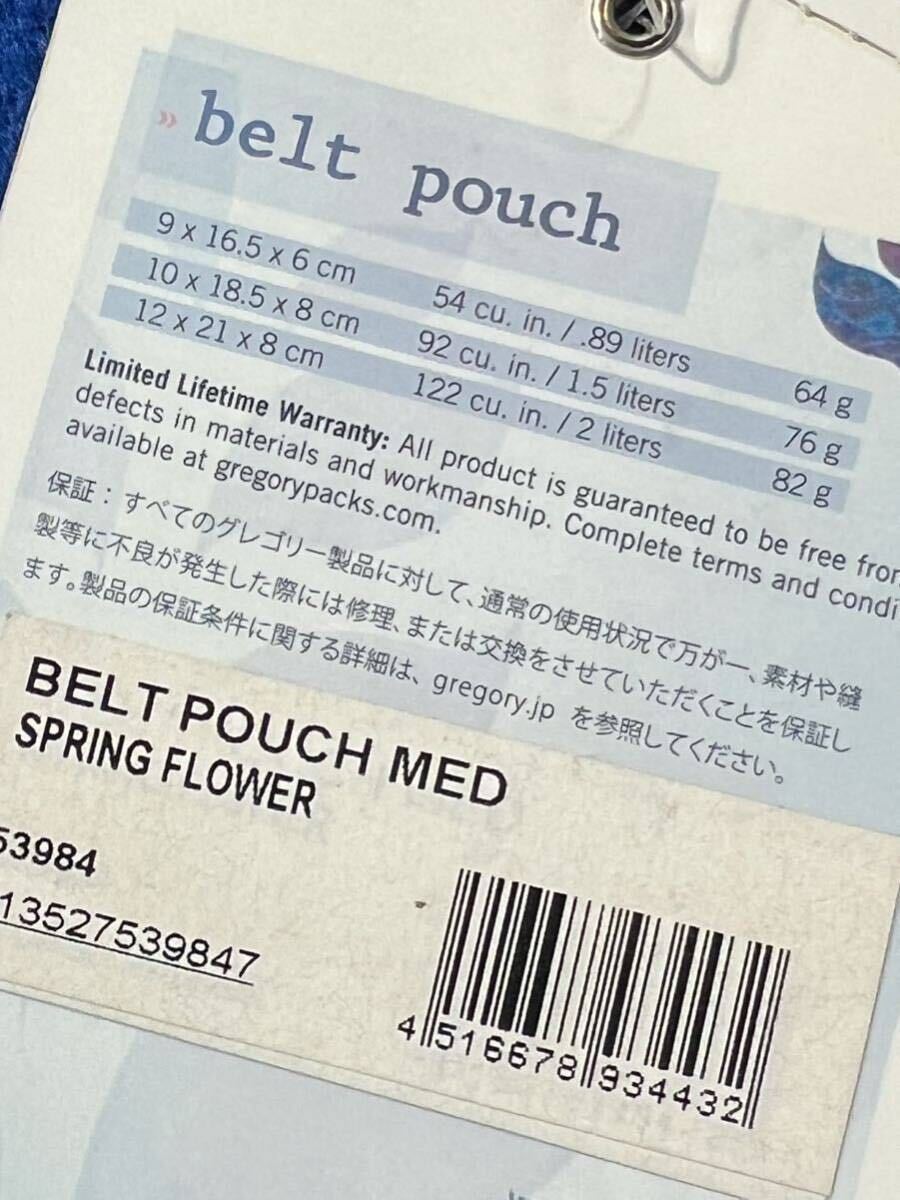 » belt pouch
9 x 16.5 x 6 cm 54 cu. in. / .89 liters 64 g
10 x 18.5 x 8 cm 92 cu. in. / 1.5 liters 76 g
12 x 21 x 8 cm 122 cu. in. / 2 liters 82 g
Limited Lifetime Warranty: All product is guaranteed to be free from
defects in materials and workmanship. Complete terms and condi
available at gregorypacks.com.
保証：すべてのグレゴリー製品に対して、通常の使用状況で万が一、素材や縫
製等に不良が発生した際には修理、または交換をさせていただくことを保証し
ます。製品の保証条件に関する詳細は、gregory.jp を参照してください。
BELT POUCH MED
SPRING FLOWER
53984
13527539847
4 516678 934432